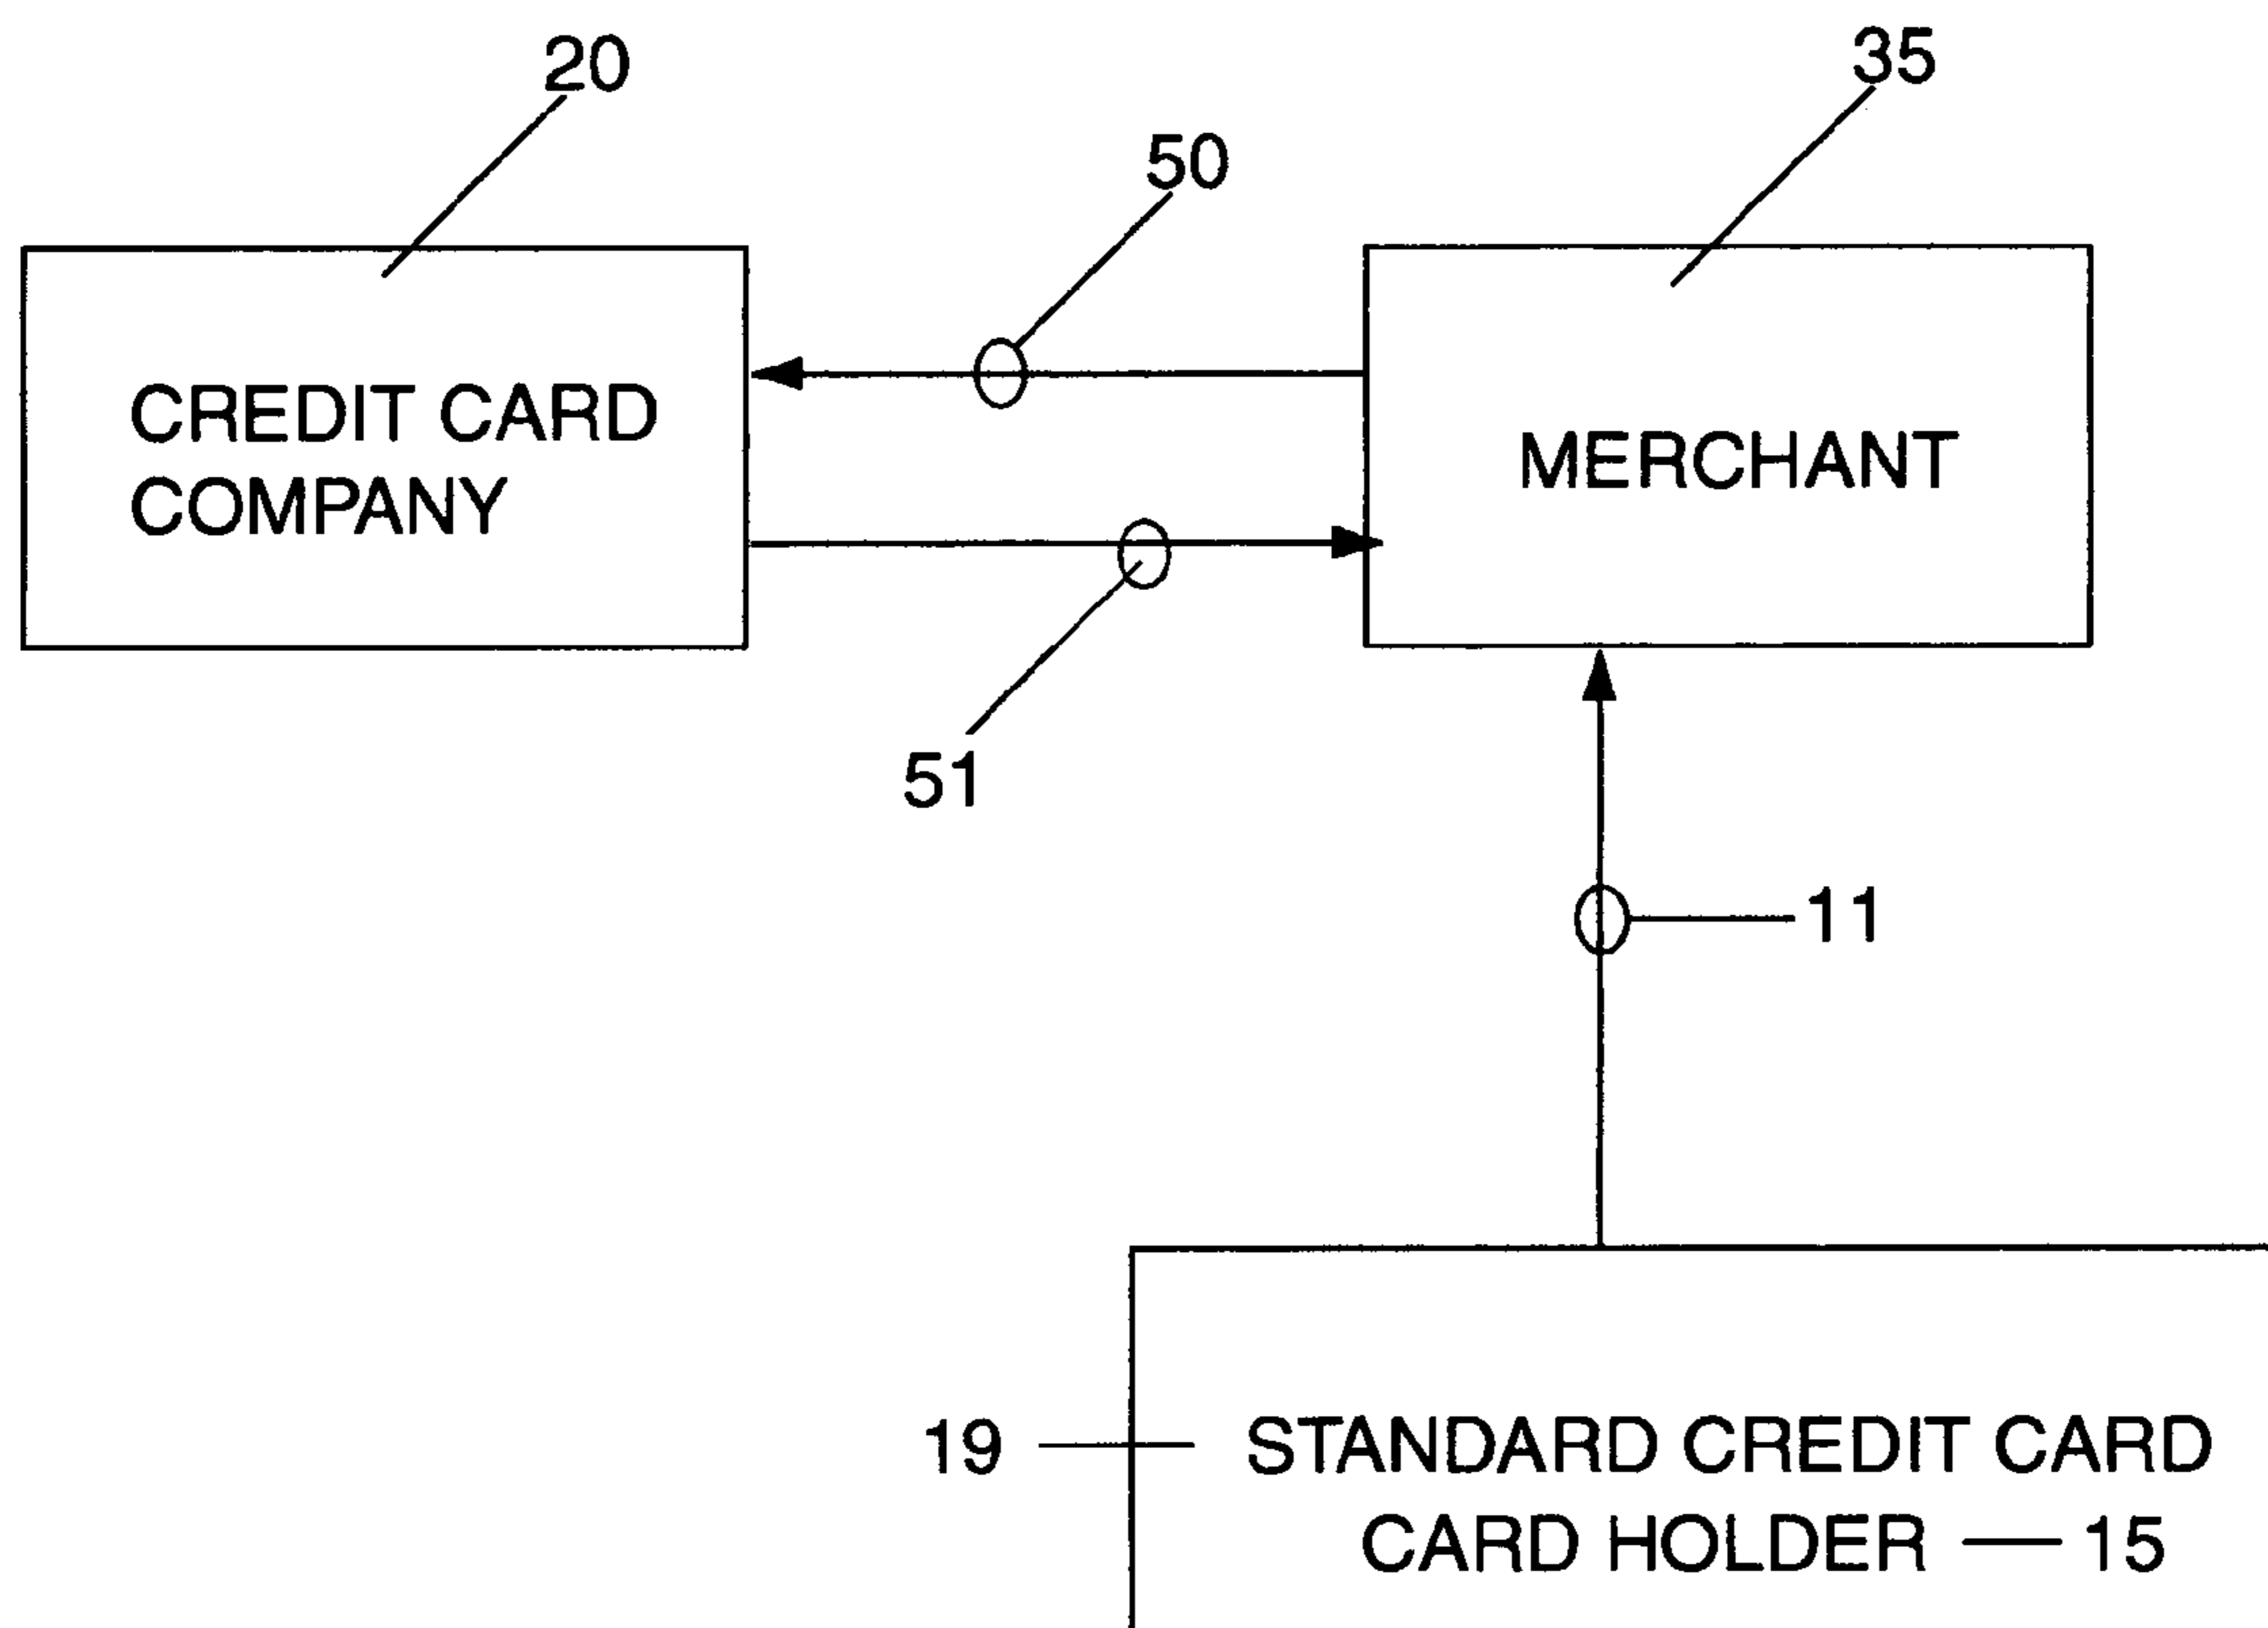 20
35
50
CREDIT CARD
COMPANY
MERCHANT
51
11
19
STANDARD CREDIT CARD
CARD HOLDER — 15